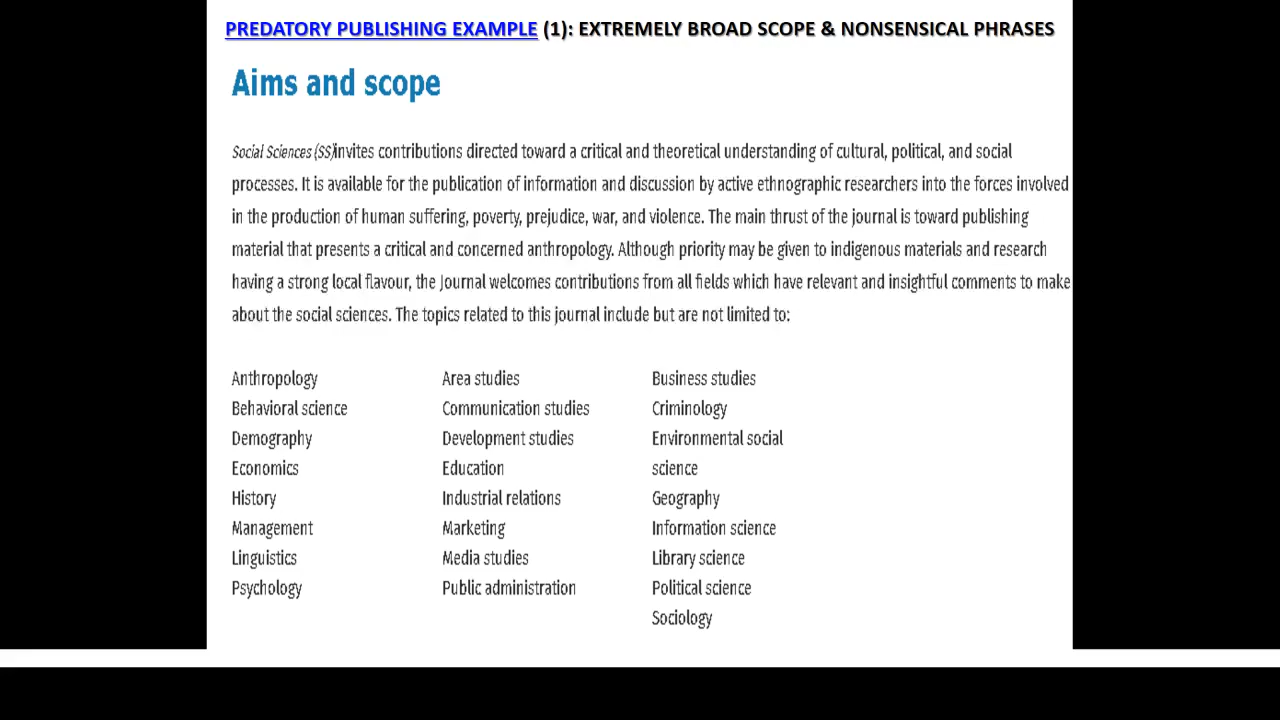 PREDATORY PUBLISHING EXAMPLE (1): EXTREMELY BROAD SCOPE & NONSENSICAL PHRASES
Aims and scope
Social Sciences (SS)invites contributions directed toward a critical and theoretical understanding of cultural, political, and social
processes. It is available for the publication of information and discussion by active ethnographic researchers into the forces involved
in the production of human suffering, poverty, prejudice, war, and violence. The main thrust of the journal is toward publishing
material that presents a critical and concerned anthropology. Although priority may be given to indigenous materials and research
having a strong local flavour, the Journal welcomes contributions from all fields which have relevant and insightful comments to make
about the social sciences. The topics related to this journal include but are not limited to:
Anthropology
Behavioral science
Demography
Economics
History
Management
Linguistics
Psychology
Area studies
Communication studies
Development studies
Education
Industrial relations
Marketing
Media studies
Public administration
Business studies
Criminology
Environmental social
science
Geography
Information science
Library science
Political science
Sociology